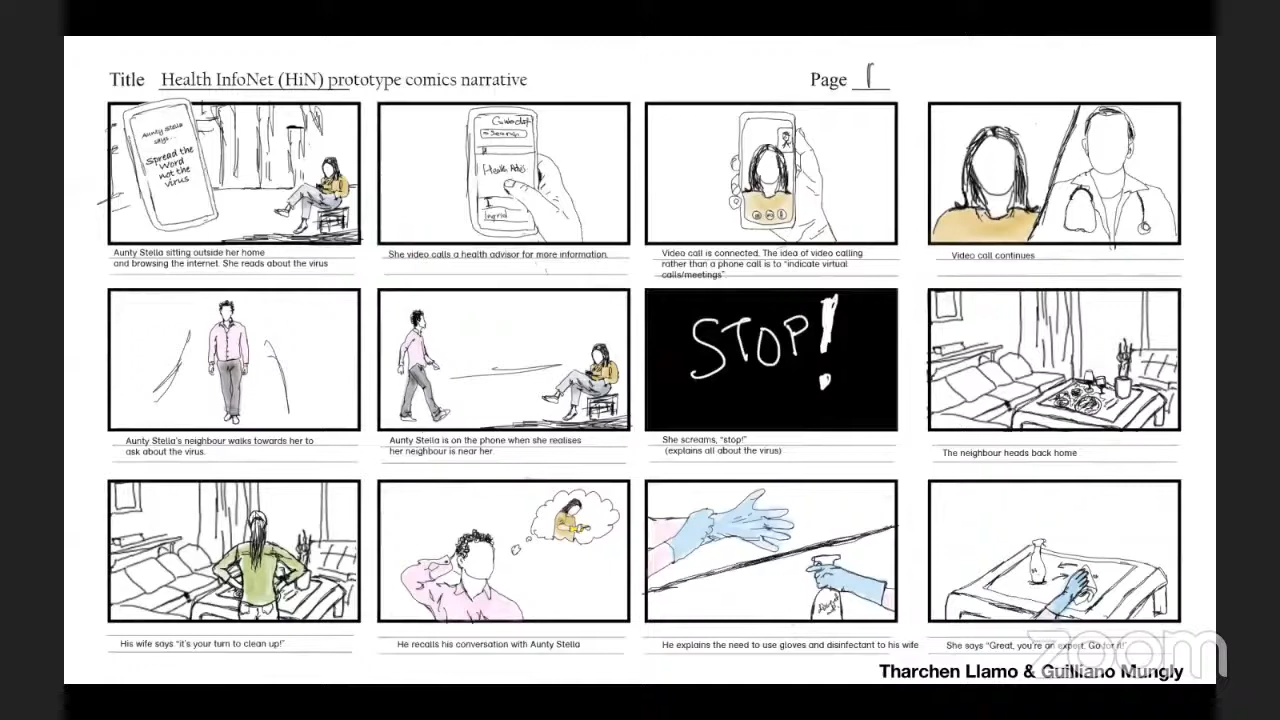 Title Health InfoNet (HiN) prototype comics narrative
Page 1
Aunty Stella
says...
Spread the
Word
not the
virus
Search
Aunty Stella sitting outside her home
and browsing the internet. She reads about the virus
She video calls a health advisor for more information.
Video call is connected. The idea of video calling
rather than a phone call is to "indicate virtual
calls/meetings".
Video call continues
STOP!
Aunty Stella's neighbour walks towards her to
ask about the virus.
Aunty Stella is on the phone when she realises
her neighbour is near her
She screams, "stop!"
(explains all about the virus)
The neighbour heads back home
His wife says "it's your turn to clean up!"
He recalls his conversation with Aunty Stella
He explains the need to use gloves and disinfectant to his wife
She says "Great, you're an expert. Go for it!"
zoom
Tharchen Llamo & Guilliano Mungly